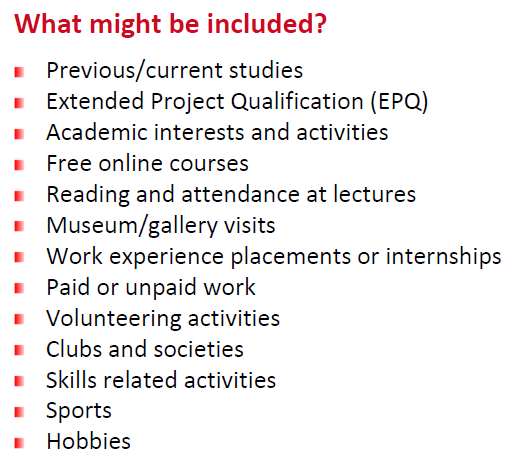 What might be included?
Previous/current studies
Extended Project Qualification (EPQ)
Academic interests and activities
Free online courses
Reading and attendance at lectures
Museum/gallery visits
Work experience placements or internships
Paid or unpaid work
Volunteering activities
Clubs and societies
Skills related activities
Sports
Hobbies